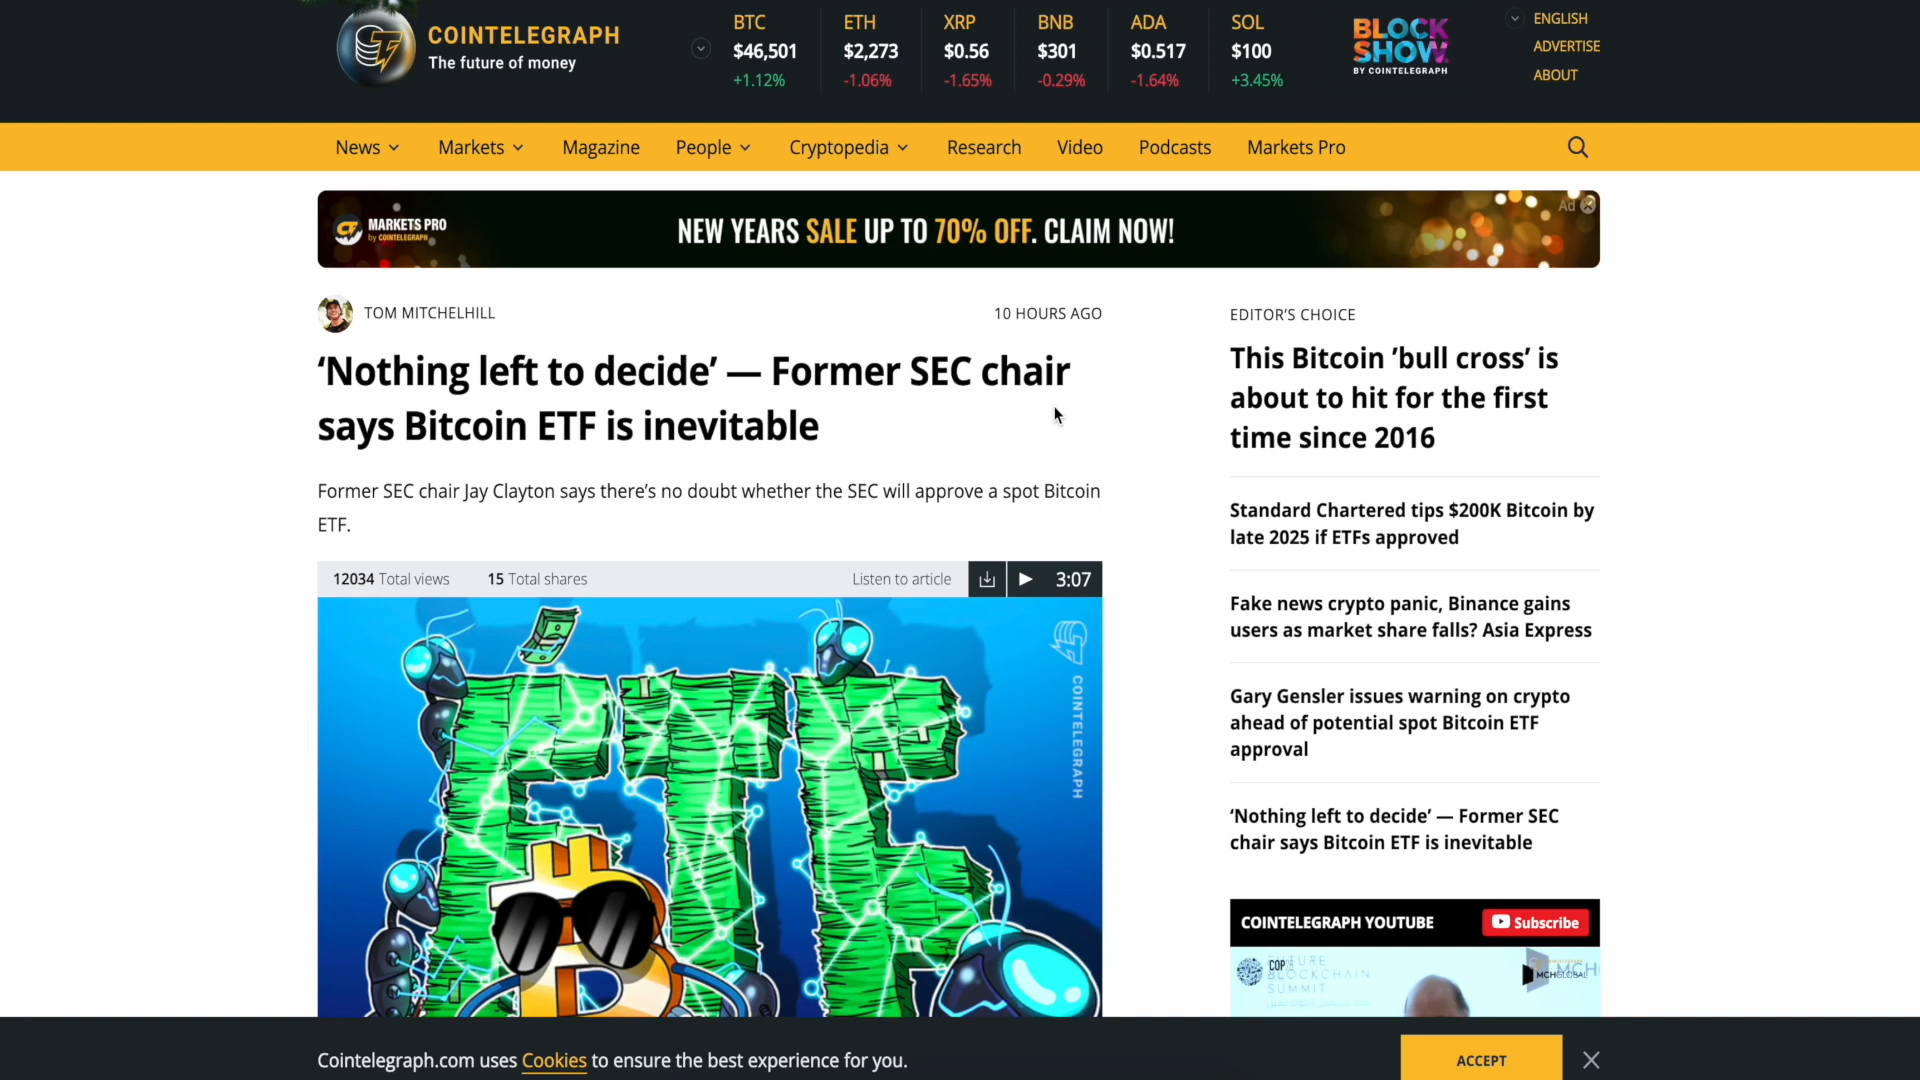 COINTELEGRAPH
The future of money
BTC
$46,501
+1.12%
ETH
$2,273
-1.06%
XRP
$0.56
-1.65%
BNB
$301
-0.29%
ADA
$0.517
-1.64%
SOL
$100
+3.45%
BLOCK
SHOW
BY COINTELEGRAPH
ENGLISH
ADVERTISE
ABOUT
News
Markets
Magazine
People
Cryptopedia
Research
Video
Podcasts
Markets Pro
MARKETS PRO
by COINTELEGRAPH
NEW YEARS SALE UP TO 70% OFF. CLAIM NOW!
Ad
TOM MITCHELHILL
10 HOURS AGO
‘Nothing left to decide’ — Former SEC chair
says Bitcoin ETF is inevitable
Former SEC chair Jay Clayton says there’s no doubt whether the SEC will approve a spot Bitcoin
ETF.
12034 Total views
15 Total shares
Listen to article
3:07
ETF
COINTELEGRAPH
EDITOR’S CHOICE
This Bitcoin ’bull cross’ is
about to hit for the first
time since 2016
Standard Chartered tips $200K Bitcoin by
late 2025 if ETFs approved
Fake news crypto panic, Binance gains
users as market share falls? Asia Express
Gary Gensler issues warning on crypto
ahead of potential spot Bitcoin ETF
approval
‘Nothing left to decide’ — Former SEC
chair says Bitcoin ETF is inevitable
COINTELEGRAPH YOUTUBE
Subscribe
BLOCKCHAIN
SUMMIT
MCHGLOBAL
Cointelegraph.com uses Cookies to ensure the best experience for you.
ACCEPT